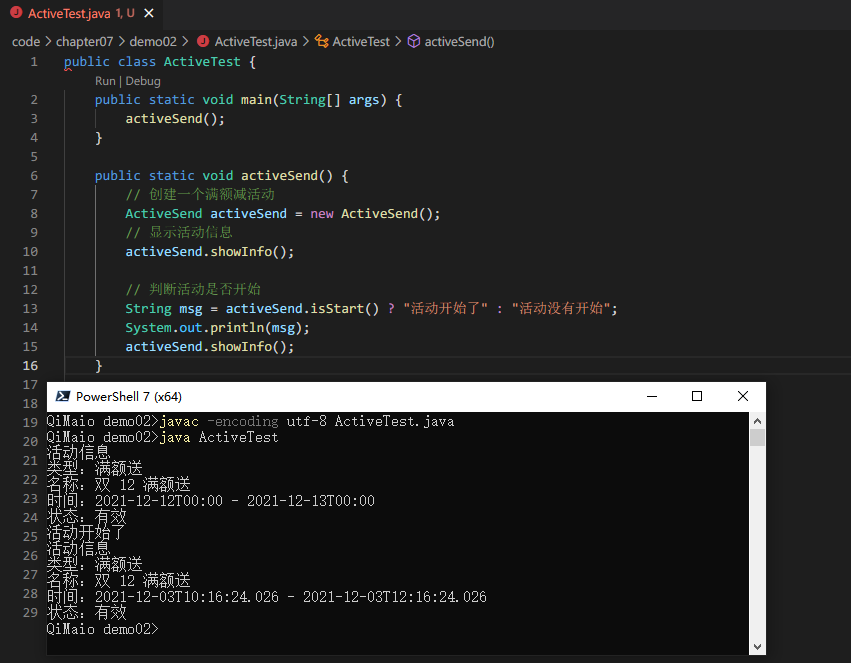 ActiveTest.java 1, U
code > chapter07 > demo02 > ActiveTest.java > ActiveTest > activeSend()
1 public class ActiveTest {
Run | Debug
2 public static void main(String[] args) {
3 activeSend();
4 }
5
6 public static void activeSend() {
7 // 创建一个满额减活动
8 ActiveSend activeSend = new ActiveSend();
9 // 显示活动信息
10 activeSend.showInfo();
11
12 // 判断活动是否开始
13 String msg = activeSend.isStart() ? "活动开始了" : "活动没有开始";
14 System.out.println(msg);
15 activeSend.showInfo();
16 }
17
18
19
20
21
22
23
24
25
26
27
28
29
PowerShell 7 (x64)
QiMaio demo02>javac -encoding utf-8 ActiveTest.java
QiMaio demo02>java ActiveTest
活动信息
类型：满额送
名称：双 12 满额送
时间：2021-12-12T00:00 - 2021-12-13T00:00
状态：有效
活动开始了
活动信息
类型：满额送
名称：双 12 满额送
时间：2021-12-03T10:16:24.026 - 2021-12-03T12:16:24.026
状态：有效
QiMaio demo02>